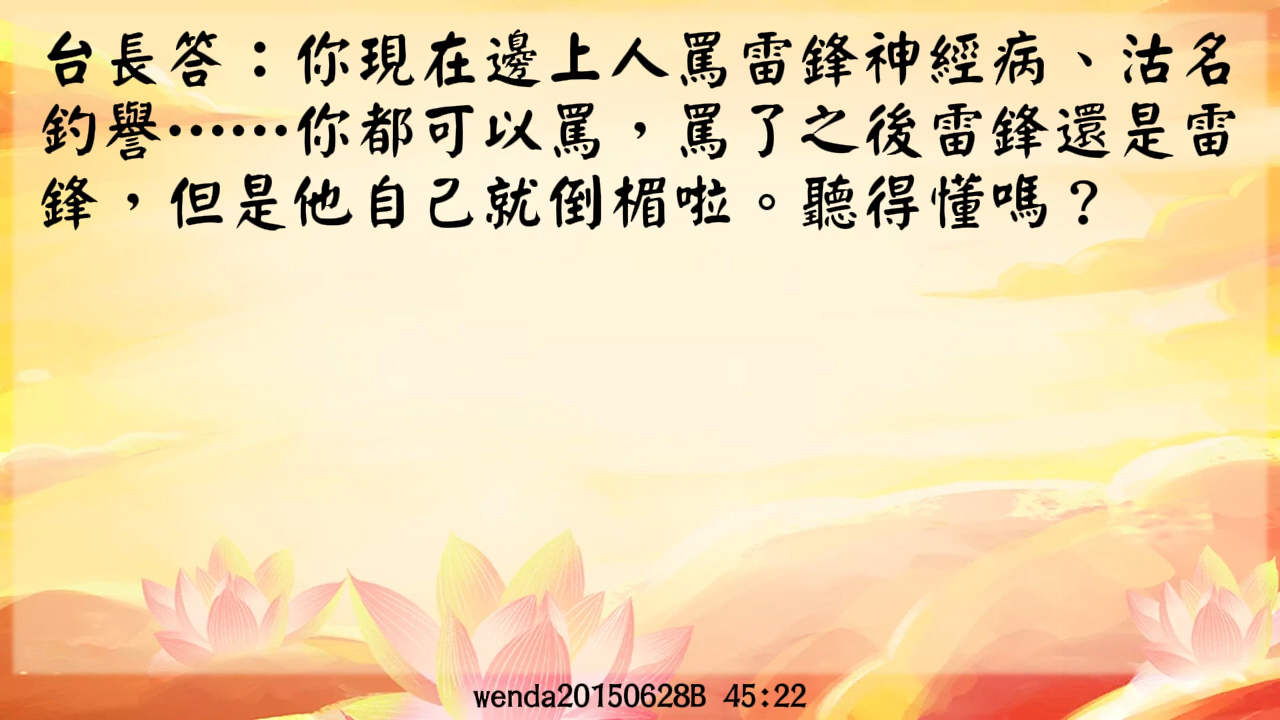 台長答：你現在邊上人罵雷鋒神經病、沽名
釣譽……你都可以罵，罵了之後雷鋒還是雷
鋒，但是他自己就倒楣啦。聽得懂嗎？
wenda20150628B 45:22